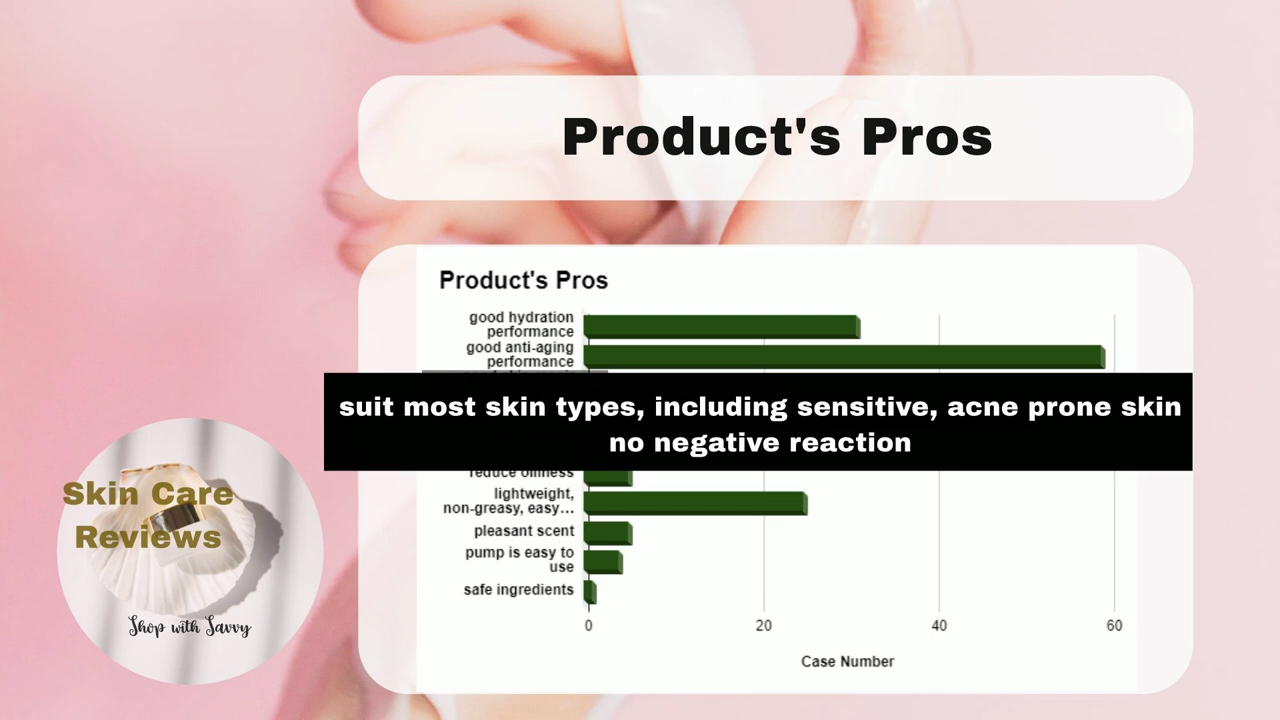 Product's Pros
Product's Pros
good hydration
performance
good anti-aging
performance
suit most skin types, including sensitive, acne prone skin
no negative reaction
reduce oiliness
lightweight,
non-greasy, easy...
pleasant scent
pump is easy to
use
safe ingredients
0 20 40 60
Case Number
Skin Care
Reviews
Shop with Savvy